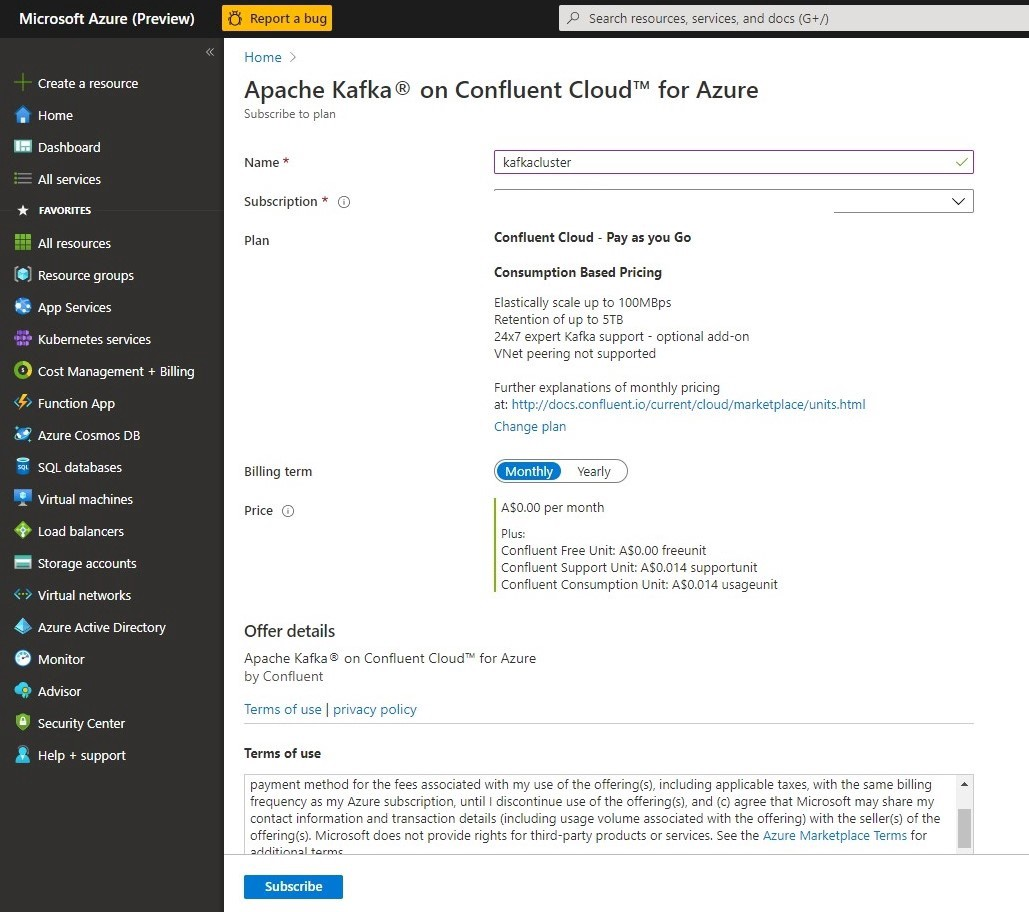 Microsoft Azure (Preview)
Report a bug
Search resources, services, and docs (G+/)
«
Create a resource
Home
Dashboard
All services
FAVORITES
All resources
Resource groups
App Services
Kubernetes services
Cost Management + Billing
Function App
Azure Cosmos DB
SQL databases
Virtual machines
Load balancers
Storage accounts
Virtual networks
Azure Active Directory
Monitor
Advisor
Security Center
Help + support
Home >
Apache Kafka® on Confluent Cloud™ for Azure
Subscribe to plan
Name *
kafkacluster
Subscription *
Plan
Confluent Cloud - Pay as you Go
Consumption Based Pricing
Elastically scale up to 100MBps
Retention of up to 5TB
24x7 expert Kafka support - optional add-on
VNet peering not supported
Further explanations of monthly pricing
at: http://docs.confluent.io/current/cloud/marketplace/units.html
Change plan
Billing term
Monthly Yearly
Price
A$0.00 per month
Plus:
Confluent Free Unit: A$0.00 freeunit
Confluent Support Unit: A$0.014 supportunit
Confluent Consumption Unit: A$0.014 usageunit
Offer details
Apache Kafka® on Confluent Cloud™ for Azure
by Confluent
Terms of use | privacy policy
Terms of use
payment method for the fees associated with my use of the offering(s), including applicable taxes, with the same billing
frequency as my Azure subscription, until I discontinue use of the offering(s), and (c) agree that Microsoft may share my
contact information and transaction details (including usage volume associated with the offering) with the seller(s) of the
offering(s). Microsoft does not provide rights for third-party products or services. See the Azure Marketplace Terms for
additional terms.
Subscribe